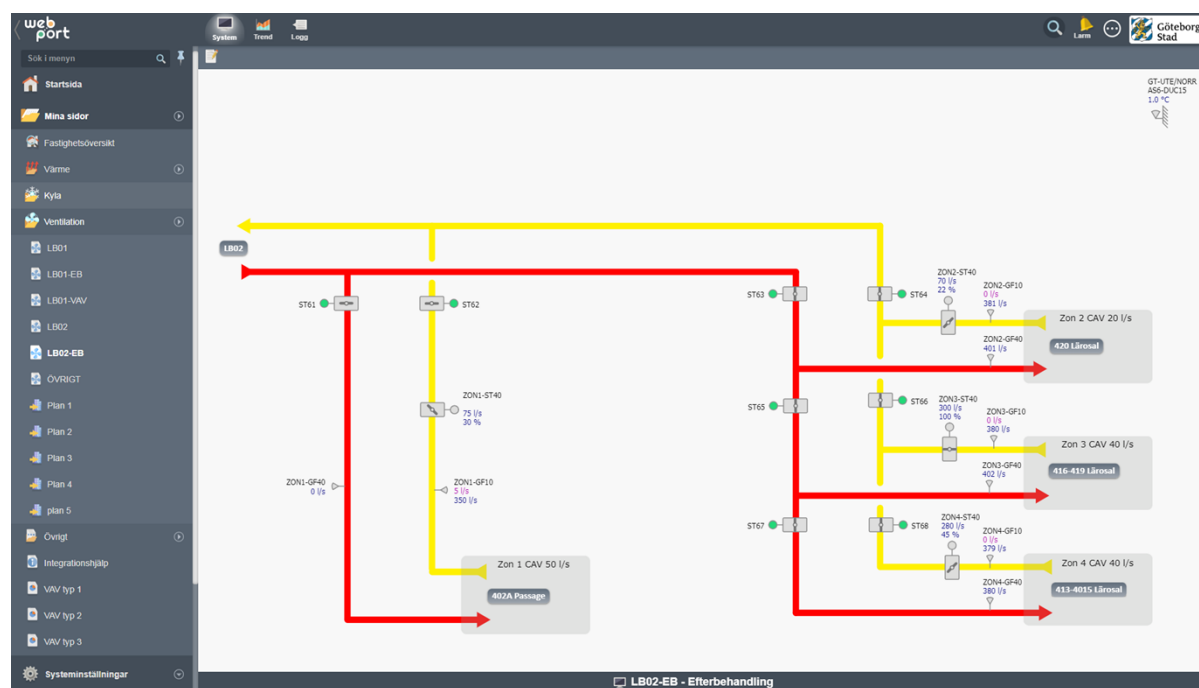 web
port
System
Trend
Logg
Larm
Göteborg
Stad
Sök i menyn
Startsida
Mina sidor
Fastighetsöversikt
Värme
Kyla
Ventilation
LB01
LB01-EB
LB01-VAV
LB02
LB02-EB
ÖVRIGT
Plan 1
Plan 2
Plan 3
Plan 4
plan 5
Övrigt
Integrationshjälp
VAV typ 1
VAV typ 2
VAV typ 3
Systeminställningar
GT-UTE/NORR
AS6-DUC15
1.0 °C
LB02
ST61
ST62
ZON1-ST40
75 l/s
30 %
ZON1-GF40
0 l/s
ZON1-GF10
5 l/s
350 l/s
Zon 1 CAV 50 l/s
402A Passage
ST63
ST64
ZON2-ST40
70 l/s
22 %
ZON2-GF10
0 l/s
381 l/s
ZON2-GF40
401 l/s
Zon 2 CAV 20 l/s
420 Lärosal
ST65
ST66
ZON3-ST40
300 l/s
100 %
ZON3-GF10
0 l/s
380 l/s
ZON3-GF40
402 l/s
Zon 3 CAV 40 l/s
416-419 Lärosal
ST67
ST68
ZON4-ST40
280 l/s
45 %
ZON4-GF10
0 l/s
379 l/s
ZON4-GF40
380 l/s
Zon 4 CAV 40 l/s
413-4015 Lärosal
LB02-EB - Efterbehandling